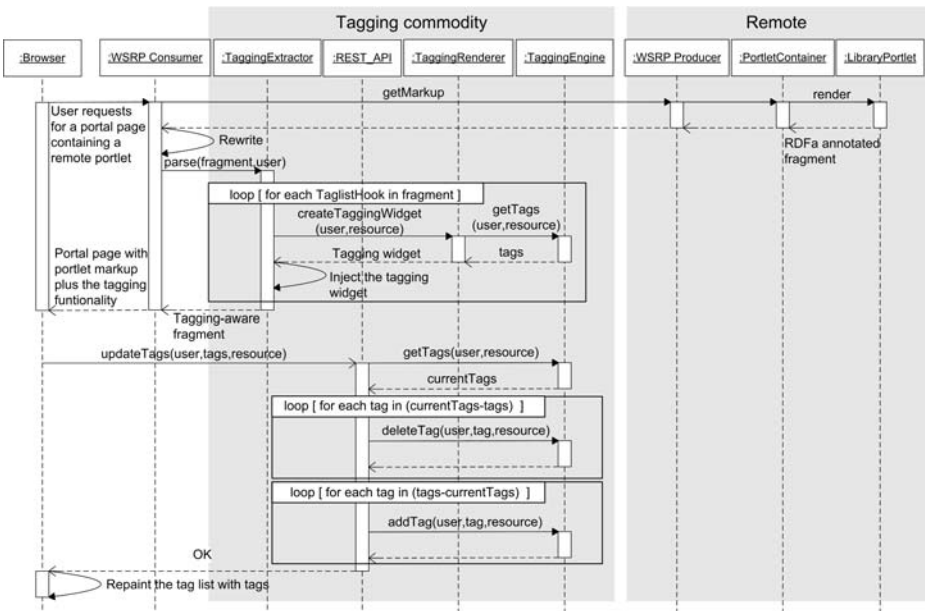 Tagging commodity
Remote
:Browser
:WSRP Consumer
:TaggingExtractor
:REST_API
:TaggingRenderer
:TaggingEngine
:WSRP Producer
:PortletContainer
:LibraryPortlet
getMarkup
render
User requests
for a portal page
containing a
remote portlet
Rewrite
RDFa annotated
fragment
parse(fragment,user)
loop [ for each TaglistHook in fragment ]
createTaggingWidget
(user,resource)
getTags
(user,resource)
Tagging widget
tags
Portal page with
portlet markup
plus the tagging
funtionality
Inject the tagging
widget
Tagging-aware
fragment
updateTags(user,tags,resource)
getTags(user,resource)
currentTags
loop [ for each tag in (currentTags-tags) ]
deleteTag(user,tag,resource)
loop [ for each tag in (tags-currentTags) ]
addTag(user,tag,resource)
OK
Repaint the tag list with tags